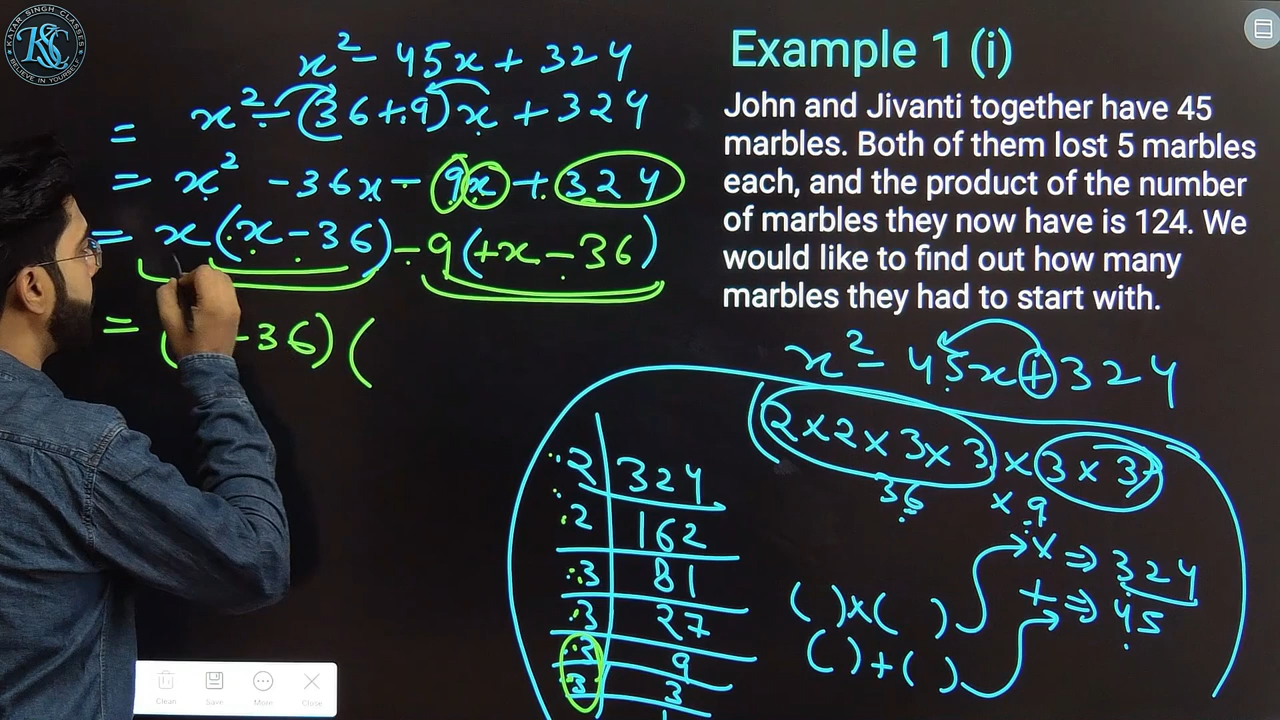 KATAR SINGH CLASSES
KSC
BELIEVE IN YOURSELF
x² - 45x + 324
= x² - (36+9)x + 324
= x² - 36x - 9x + 324
= x(x - 36) - 9(+x - 36)
= ( - 36) (
Example 1 (i)
John and Jivanti together have 45
marbles. Both of them lost 5 marbles
each, and the product of the number
of marbles they now have is 124. We
would like to find out how many
marbles they had to start with.
x² - 45x + 324
(2×2×3×3) × (3×3)
36 × 9
2 | 324
2 | 162
3 | 81
3 | 27
3 | 9
3 | 3
1
( )×( ) × ⇒ 324
( )+( ) + ⇒ 45
Clean Save More Close